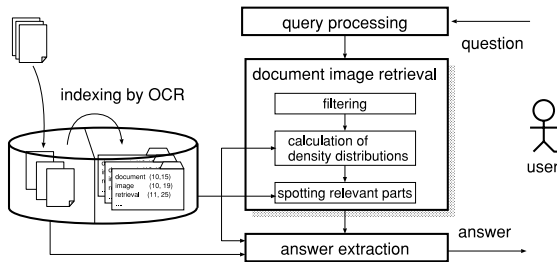 query processing
question
document image retrieval
indexing by OCR
filtering
calculation of
density distributions
user
document (10,15)
image (10, 19)
retrieval (11, 25)
...
spotting relevant parts
answer
answer extraction